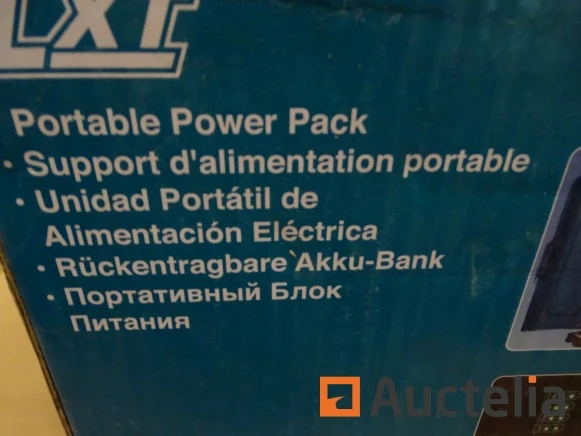 LXT
Portable Power Pack
• Support d'alimentation portable
• Unidad Portátil de
Alimentación Eléctrica
• Rückentragbare Akku-Bank
• Портативный Блок
Питания
Auctelia